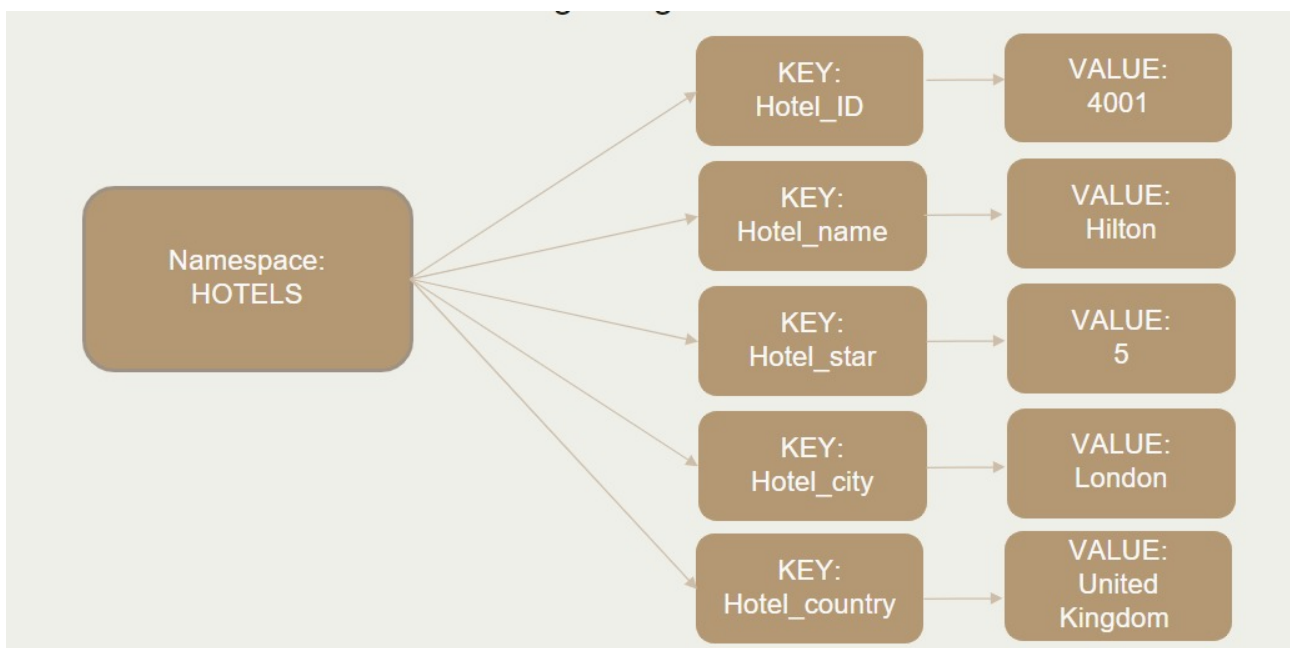 KEY:
Hotel_ID
VALUE:
4001
KEY:
Hotel_name
VALUE:
Hilton
Namespace:
HOTELS
KEY:
Hotel_star
VALUE:
5
KEY:
Hotel_city
VALUE:
London
KEY:
Hotel_country
VALUE:
United
Kingdom